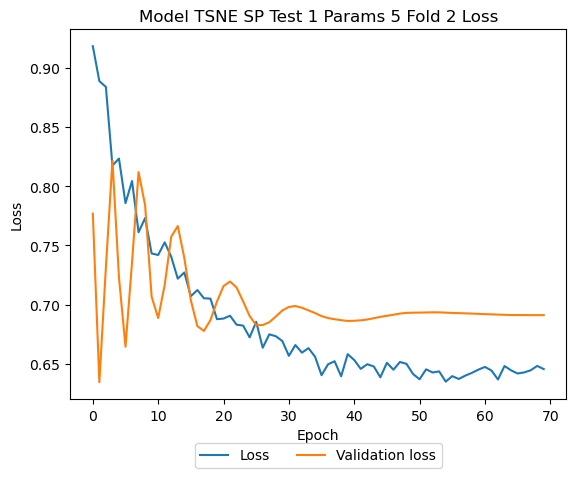 Model TSNE SP Test 1 Params 5 Fold 2 Loss
0.90
0.85
0.80
0.75
0.70
0.65
Loss
0 10 20 30 40 50 60 70
Epoch
Loss Validation loss